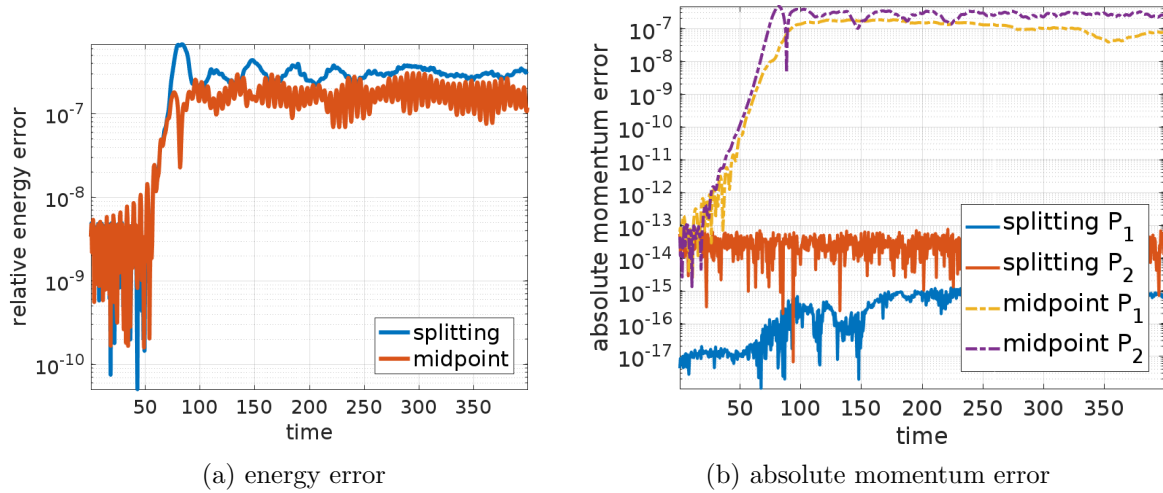 relative energy error
10^-7
10^-8
10^-9
10^-10
50 100 150 200 250 300 350
time
splitting
midpoint
(a) energy error
absolute momentum error
10^-7
10^-8
10^-9
10^-10
10^-11
10^-12
10^-13
10^-14
10^-15
10^-16
10^-17
50 100 150 200 250 300 350
time
splitting P_1
splitting P_2
midpoint P_1
midpoint P_2
(b) absolute momentum error